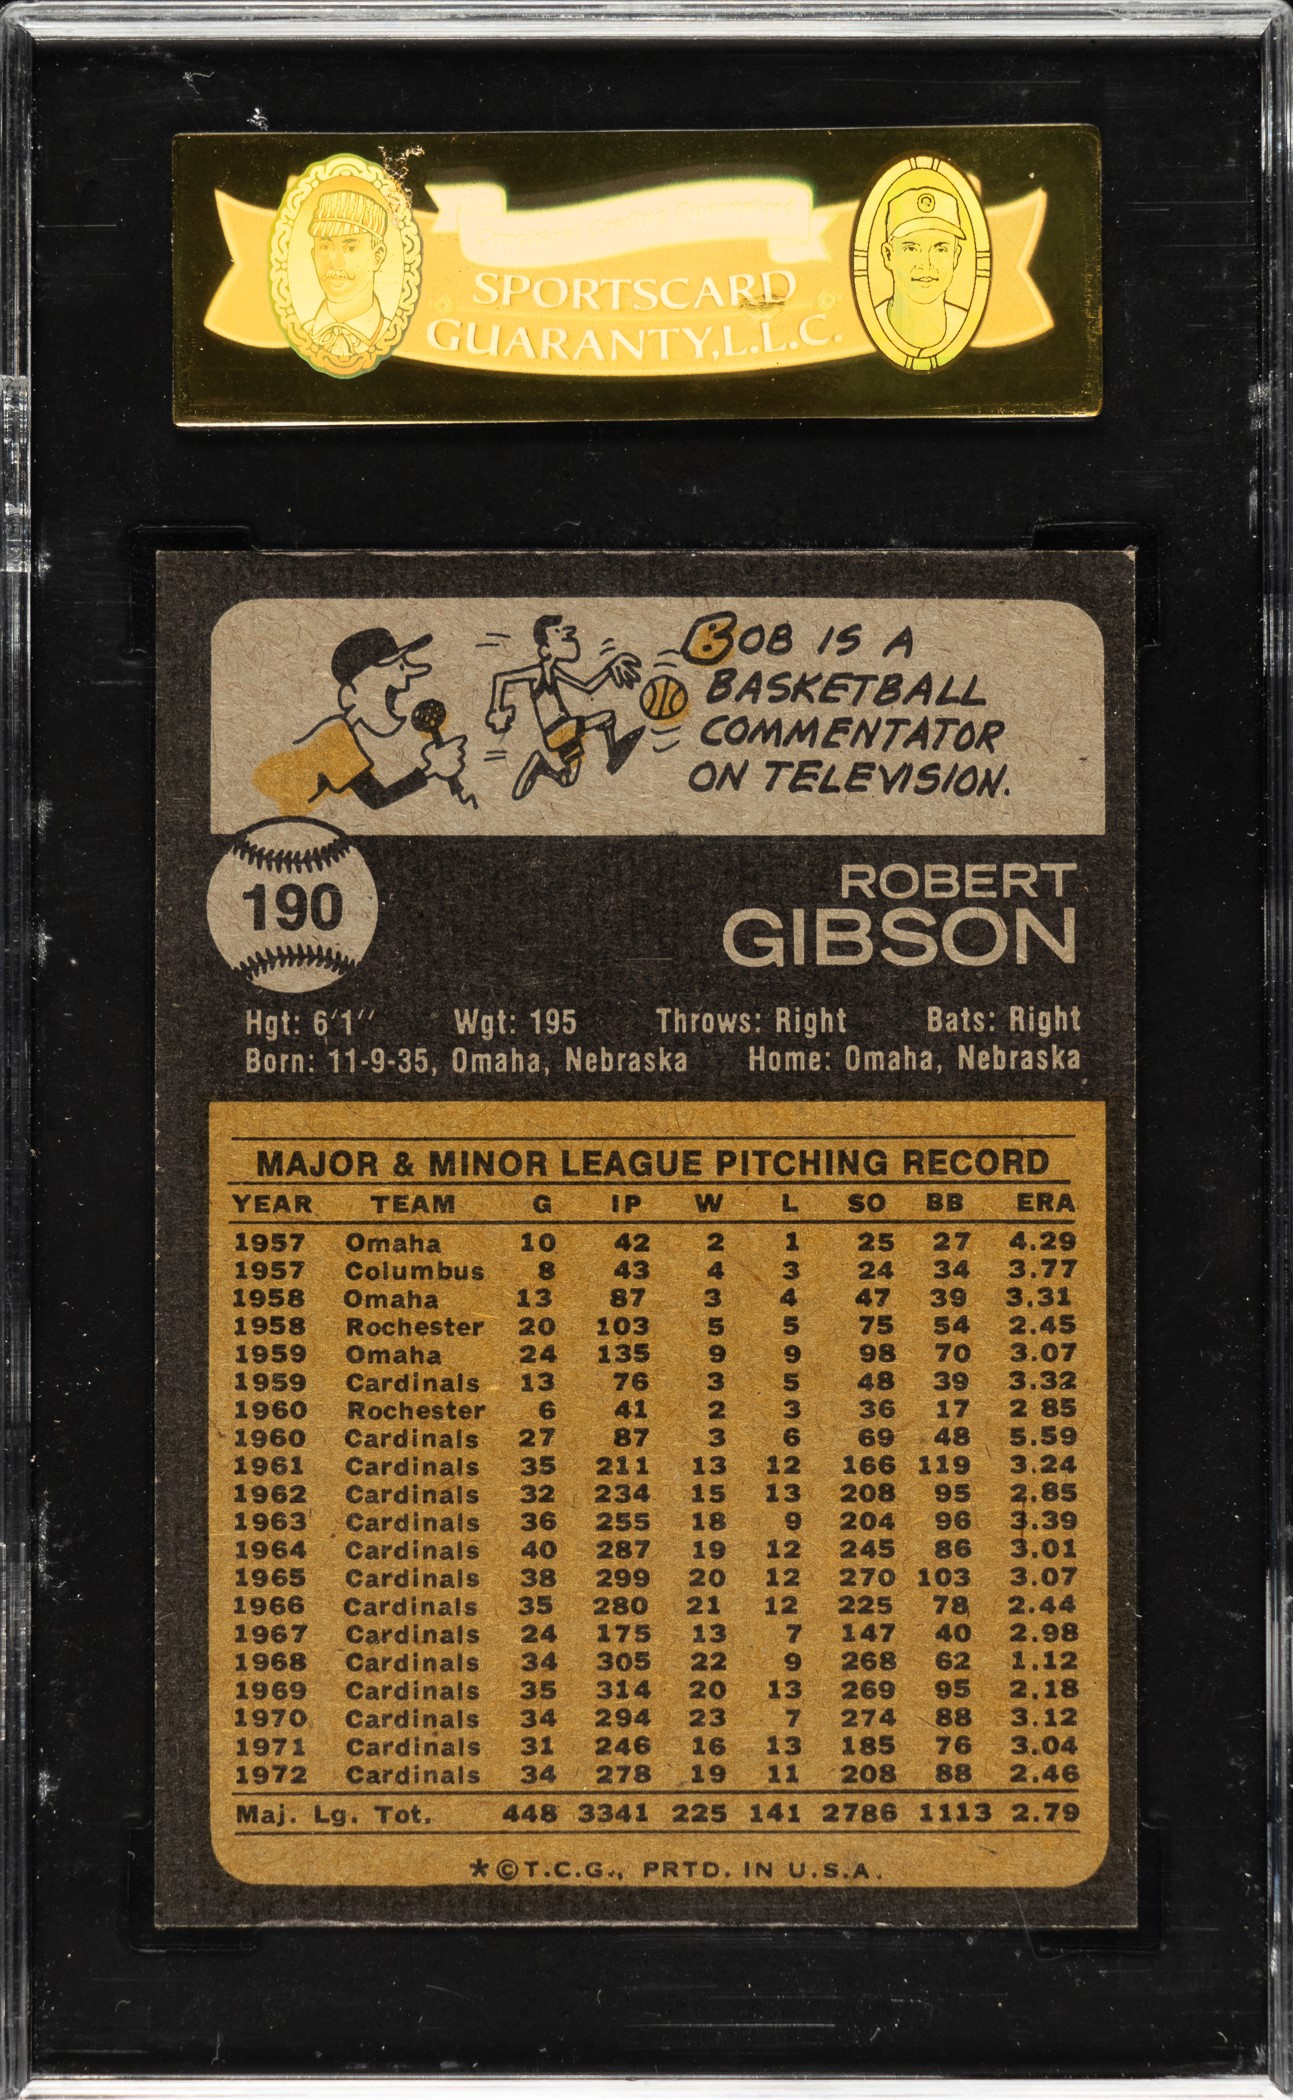 SPORTSCARD
GUARANTY, L.L.C.
BOB IS A
BASKETBALL
COMMENTATOR
ON TELEVISION.
190
ROBERT
GIBSON
Hgt: 6'1" Wgt: 195 Throws: Right Bats: Right
Born: 11-9-35, Omaha, Nebraska Home: Omaha, Nebraska
MAJOR & MINOR LEAGUE PITCHING RECORD
YEAR TEAM G IP W L SO BB ERA
1957 Omaha 10 42 2 1 25 27 4.29
1957 Columbus 8 43 4 3 24 34 3.77
1958 Omaha 13 87 3 4 47 39 3.31
1958 Rochester 20 103 5 5 75 54 2.45
1959 Omaha 24 135 9 9 98 70 3.07
1959 Cardinals 13 76 3 5 48 39 3.32
1960 Rochester 6 41 2 3 36 17 2 85
1960 Cardinals 27 87 3 6 69 48 5.59
1961 Cardinals 35 211 13 12 166 119 3.24
1962 Cardinals 32 234 15 13 208 95 2.85
1963 Cardinals 36 255 18 9 204 96 3.39
1964 Cardinals 40 287 19 12 245 86 3.01
1965 Cardinals 38 299 20 12 270 103 3.07
1966 Cardinals 35 280 21 12 225 78 2.44
1967 Cardinals 24 175 13 7 147 40 2.98
1968 Cardinals 34 305 22 9 268 62 1.12
1969 Cardinals 35 314 20 13 269 95 2.18
1970 Cardinals 34 294 23 7 274 88 3.12
1971 Cardinals 31 246 16 13 185 76 3.04
1972 Cardinals 34 278 19 11 208 88 2.46
Maj. Lg. Tot. 448 3341 225 141 2786 1113 2.79
*©T.C.G., PRTD. IN U.S.A.